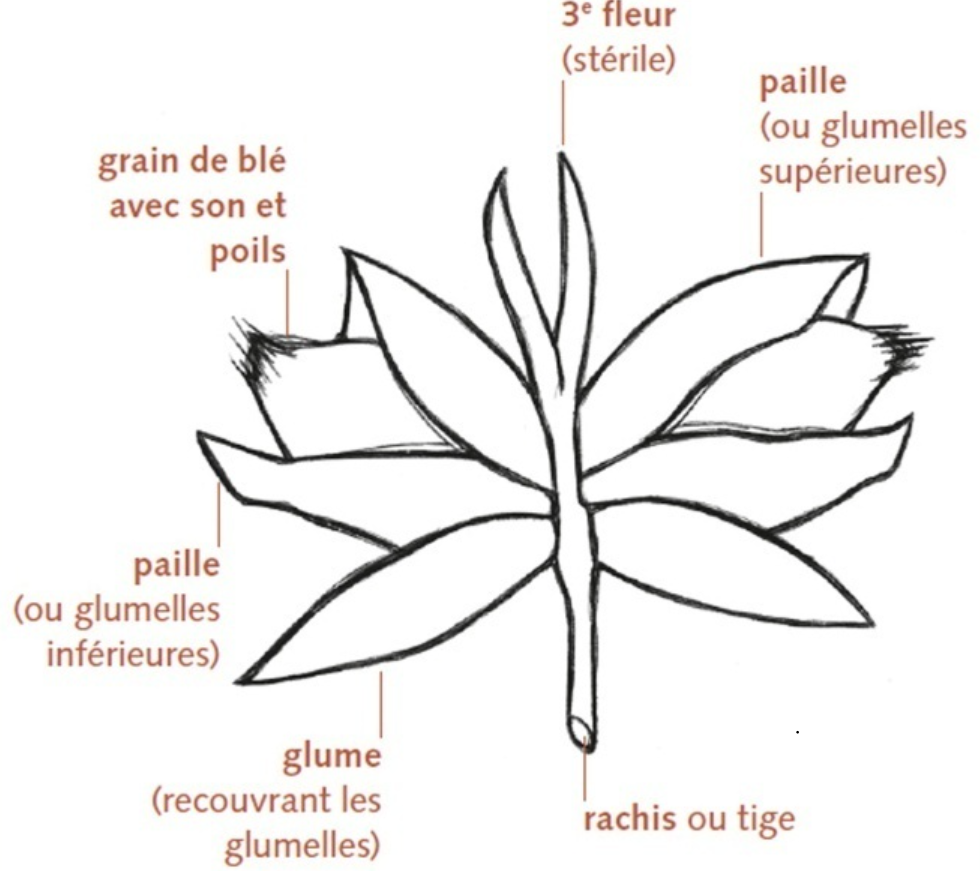 3e fleur
(stérile)
paille
(ou glumelles
supérieures)
grain de blé
avec son et
poils
paille
(ou glumelles
inférieures)
glume
(recouvrant les
glumelles)
rachis ou tige